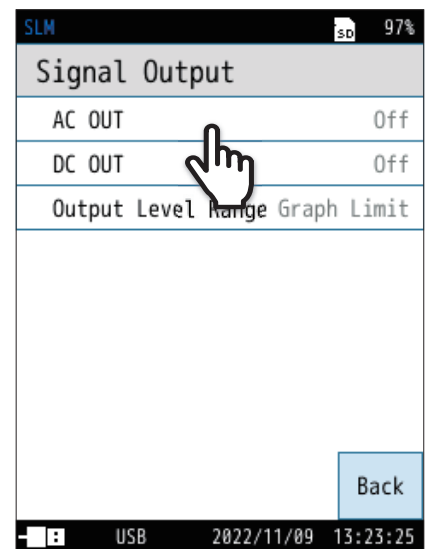 SLM SD 97%
Signal Output
AC OUT Off
DC OUT Off
Output Level Range Graph Limit
Back
USB 2022/11/09 13:23:25